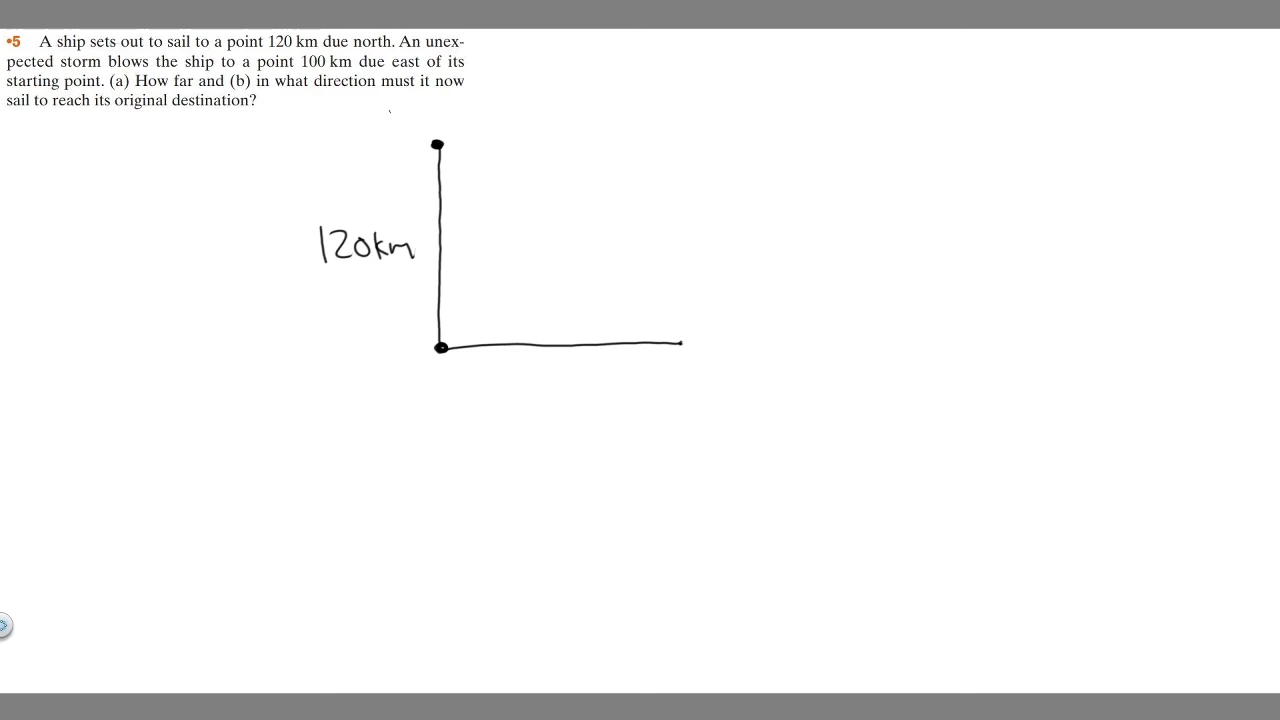 •5 A ship sets out to sail to a point 120 km due north. An unex-
pected storm blows the ship to a point 100 km due east of its
starting point. (a) How far and (b) in what direction must it now
sail to reach its original destination?
120km